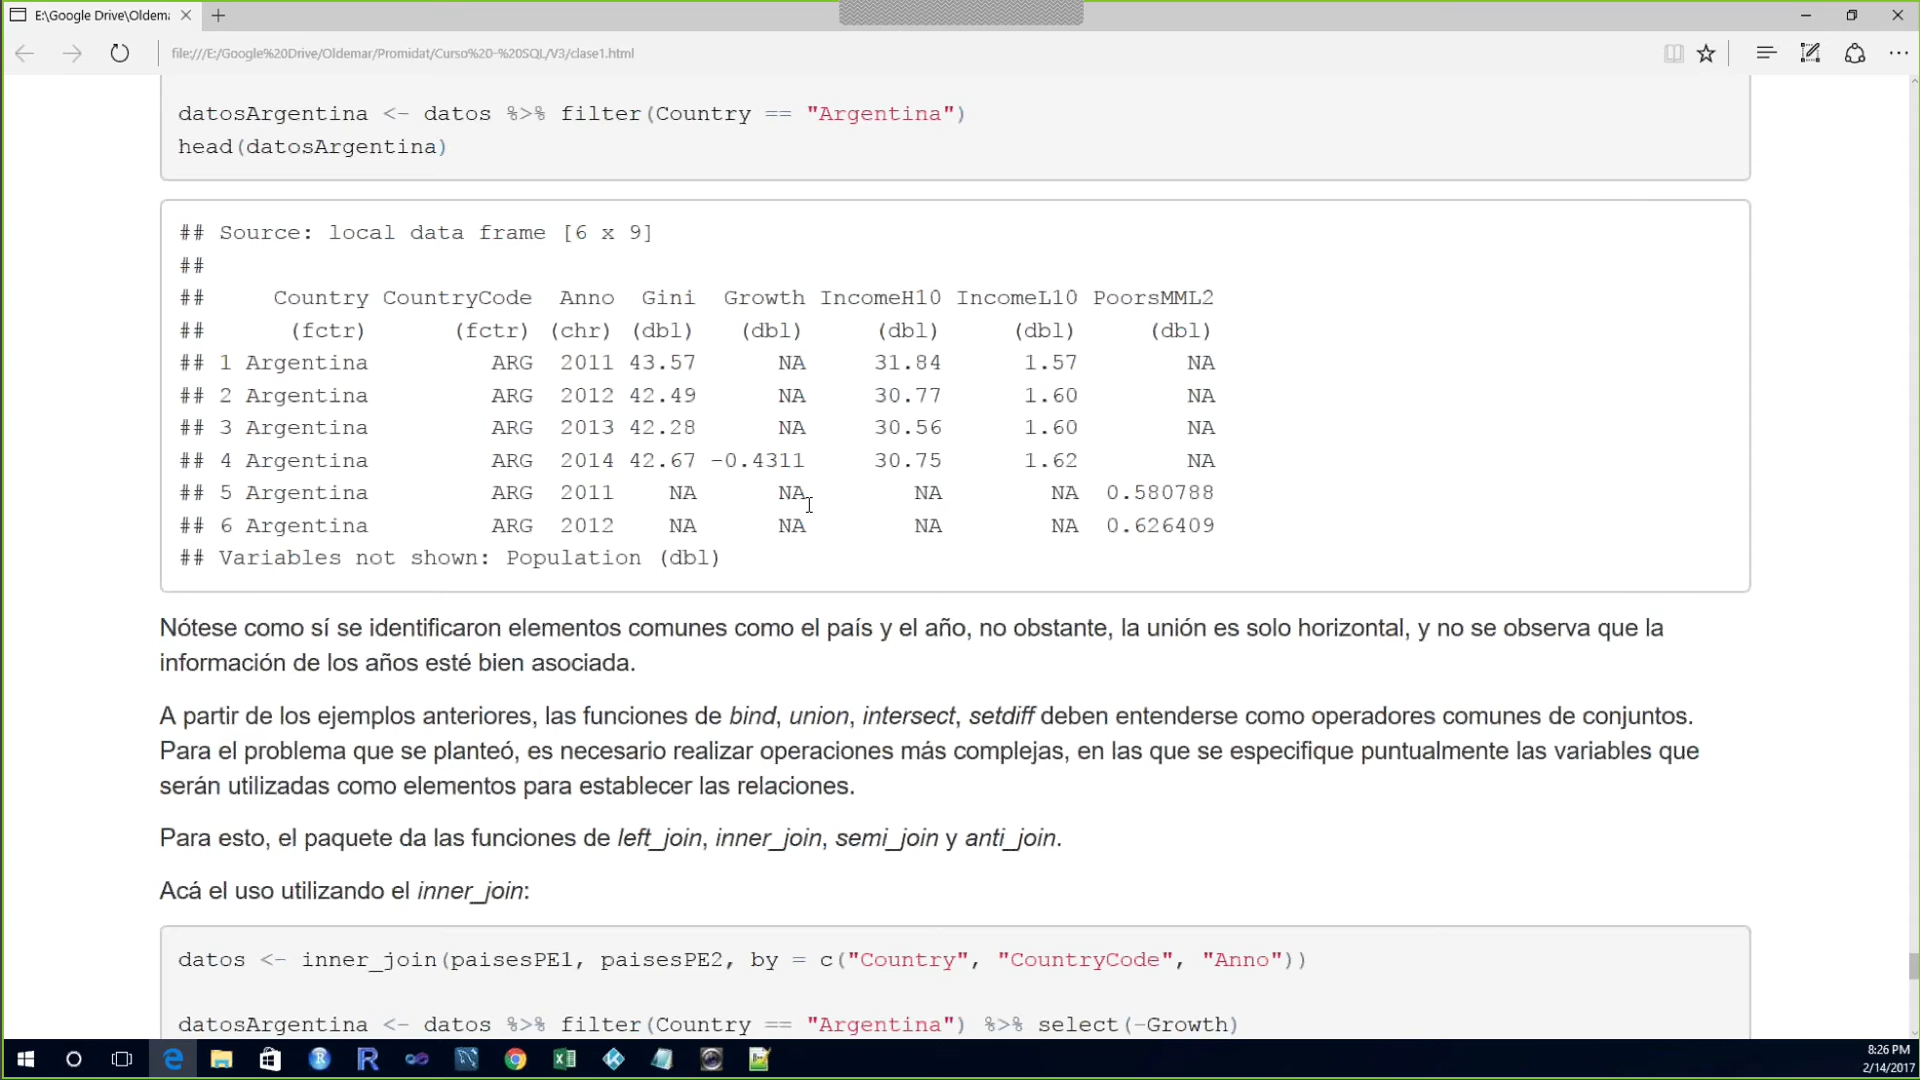 E:\Google Drive\Oldema
file:///E:/Google%20Drive/Oldemar/Promidat/Curso%20-%20SQL/V3/clase1.html
datosArgentina <- datos %>% filter(Country == "Argentina")
head(datosArgentina)
## Source: local data frame [6 x 9]
##
##     Country CountryCode  Anno  Gini  Growth IncomeH10 IncomeL10 PoorsMML2
##      (fctr)      (fctr) (chr) (dbl)   (dbl)     (dbl)     (dbl)     (dbl)
## 1 Argentina         ARG  2011 43.57      NA     31.84      1.57        NA
## 2 Argentina         ARG  2012 42.49      NA     30.77      1.60        NA
## 3 Argentina         ARG  2013 42.28      NA     30.56      1.60        NA
## 4 Argentina         ARG  2014 42.67 -0.4311     30.75      1.62        NA
## 5 Argentina         ARG  2011    NA      NA        NA        NA  0.580788
## 6 Argentina         ARG  2012    NA      NA        NA        NA  0.626409
## Variables not shown: Population (dbl)
Nótese como sí se identificaron elementos comunes como el país y el año, no obstante, la unión es solo horizontal, y no se observa que la
información de los años esté bien asociada.
A partir de los ejemplos anteriores, las funciones de bind, union, intersect, setdiff deben entenderse como operadores comunes de conjuntos.
Para el problema que se planteó, es necesario realizar operaciones más complejas, en las que se especifique puntualmente las variables que
serán utilizadas como elementos para establecer las relaciones.
Para esto, el paquete da las funciones de left_join, inner_join, semi_join y anti_join.
Acá el uso utilizando el inner_join:
datos <- inner_join(paisesPE1, paisesPE2, by = c("Country", "CountryCode", "Anno"))
datosArgentina <- datos %>% filter(Country == "Argentina") %>% select(-Growth)
8:26 PM
2/14/2017